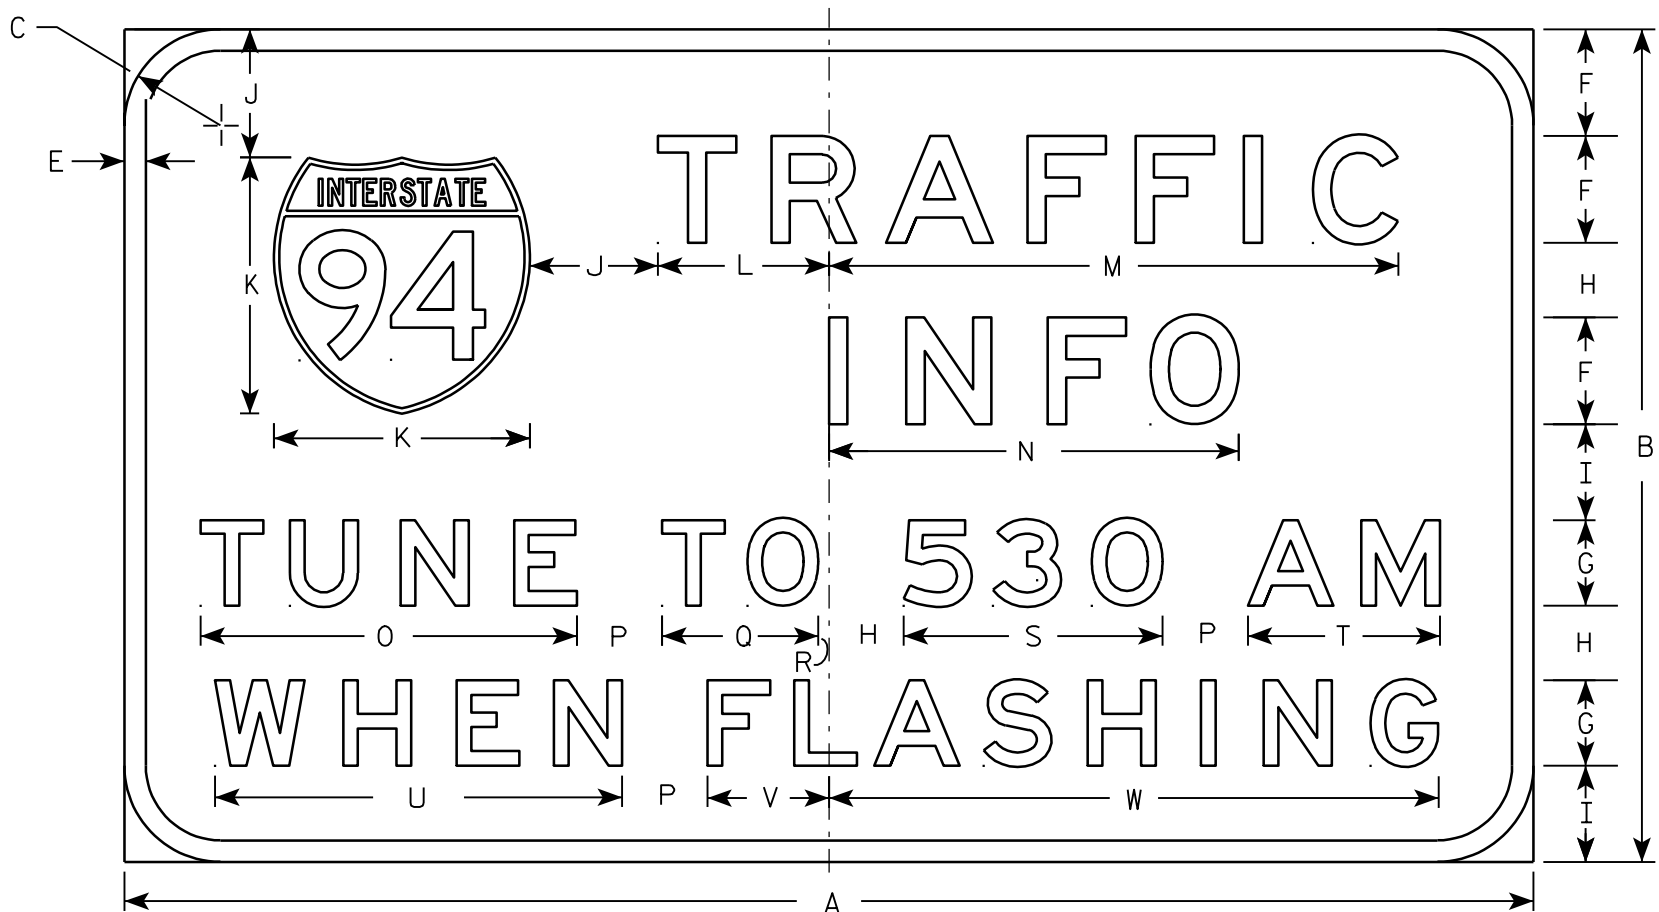 C
J
F
E
TRAFFIC
F
INTERSTATE
94
K
J L M
H
INFO
F
K
N
B
I
TUNE TO 530 AM
G
O P Q H S P T
R
H
WHEN FLASHING
G
U P V W
I
A